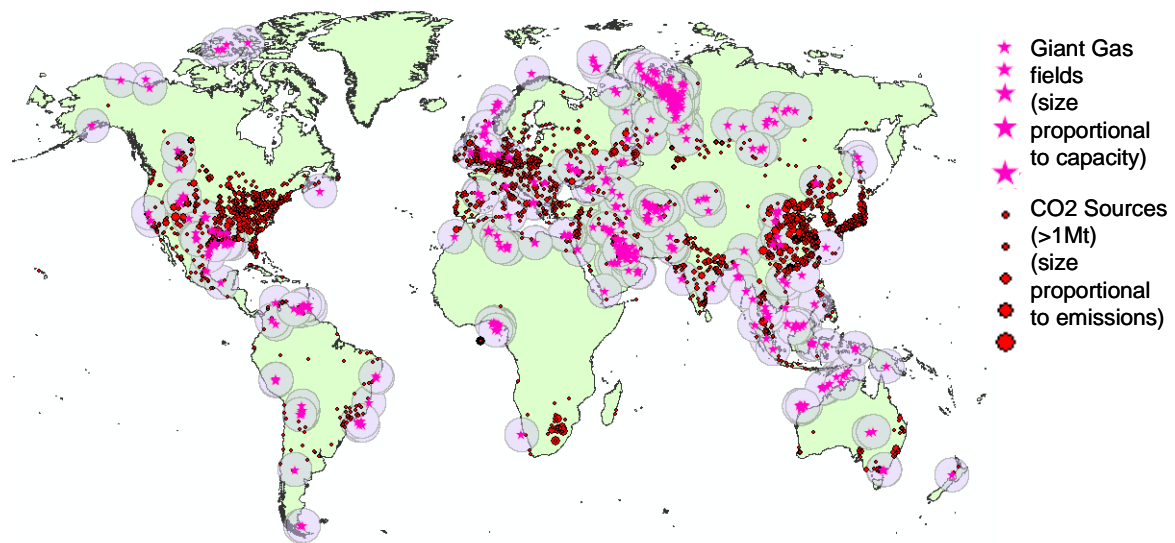 Giant Gas
fields
(size
proportional
to capacity)
CO2 Sources
(>1Mt)
(size
proportional
to emissions)